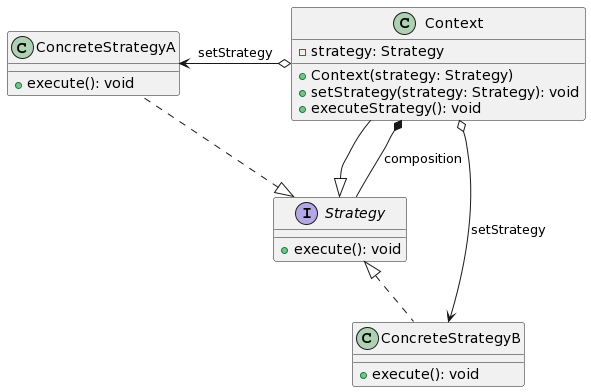 C ConcreteStrategyA
execute(): void
setStrategy
C Context
strategy: Strategy
Context(strategy: Strategy)
setStrategy(strategy: Strategy): void
executeStrategy(): void
composition
I Strategy
execute(): void
setStrategy
C ConcreteStrategyB
execute(): void